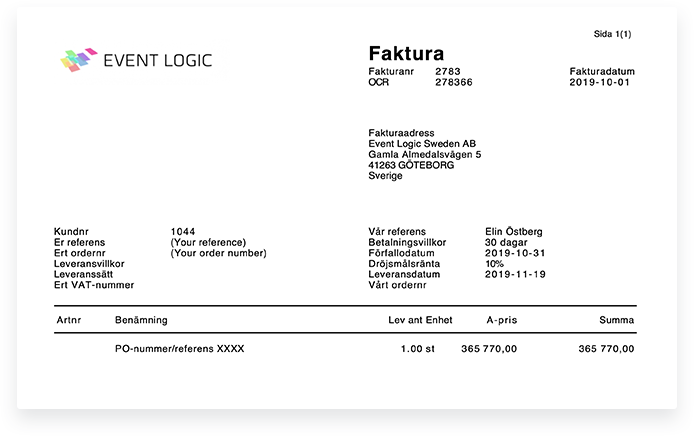 Sida 1(1)
EVENT LOGIC
Faktura
Fakturanr 2783 Fakturadatum
OCR 278366 2019-10-01
Fakturaadress
Event Logic Sweden AB
Gamla Almedalsvägen 5
41263 GÖTEBORG
Sverige
Kundnr 1044 Vår referens Elin Östberg
Er referens (Your reference) Betalningsvillkor 30 dagar
Ert ordernr (Your order number) Förfallodatum 2019-10-31
Leveransvillkor Dröjsmålsränta 10%
Leveranssätt Leveransdatum 2019-11-19
Ert VAT-nummer Vårt ordernr
Artnr Benämning Lev ant Enhet A-pris Summa
PO-nummer/referens XXXX 1.00 st 365 770,00 365 770,00